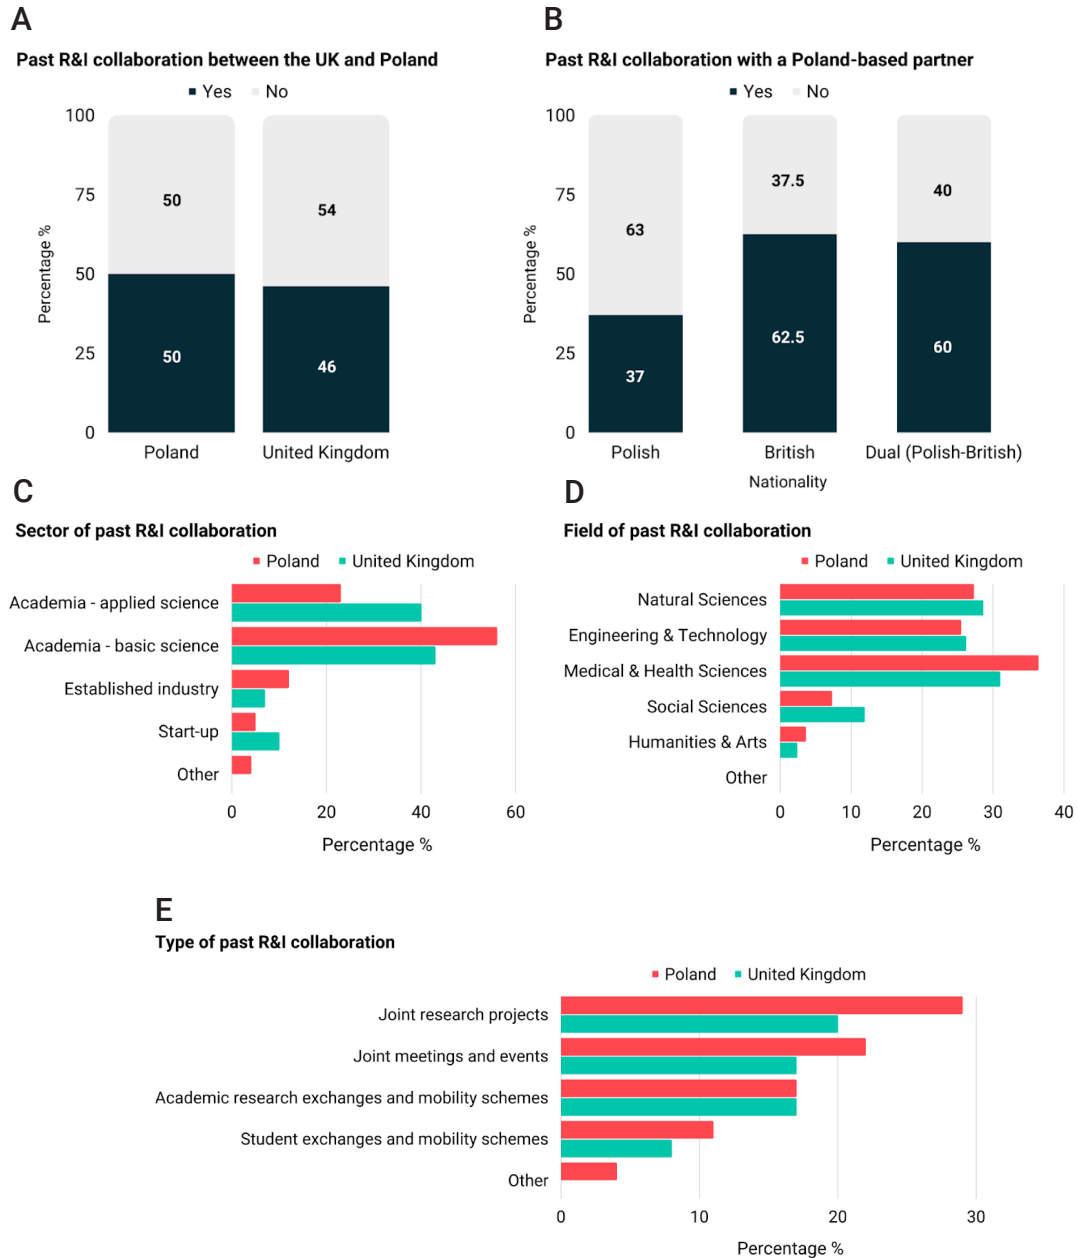 A
Past R&I collaboration between the UK and Poland
Yes No
100
75
50
25
0
Percentage %
50
54
50
46
Poland United Kingdom
B
Past R&I collaboration with a Poland-based partner
Yes No
100
75
50
25
0
Percentage %
63
37.5
40
37
62.5
60
Polish British Dual (Polish-British)
Nationality
C
Sector of past R&I collaboration
Poland United Kingdom
Academia - applied science
Academia - basic science
Established industry
Start-up
Other
0 20 40 60
Percentage %
D
Field of past R&I collaboration
Poland United Kingdom
Natural Sciences
Engineering & Technology
Medical & Health Sciences
Social Sciences
Humanities & Arts
Other
0 10 20 30 40
Percentage %
E
Type of past R&I collaboration
Poland United Kingdom
Joint research projects
Joint meetings and events
Academic research exchanges and mobility schemes
Student exchanges and mobility schemes
Other
0 10 20 30
Percentage %